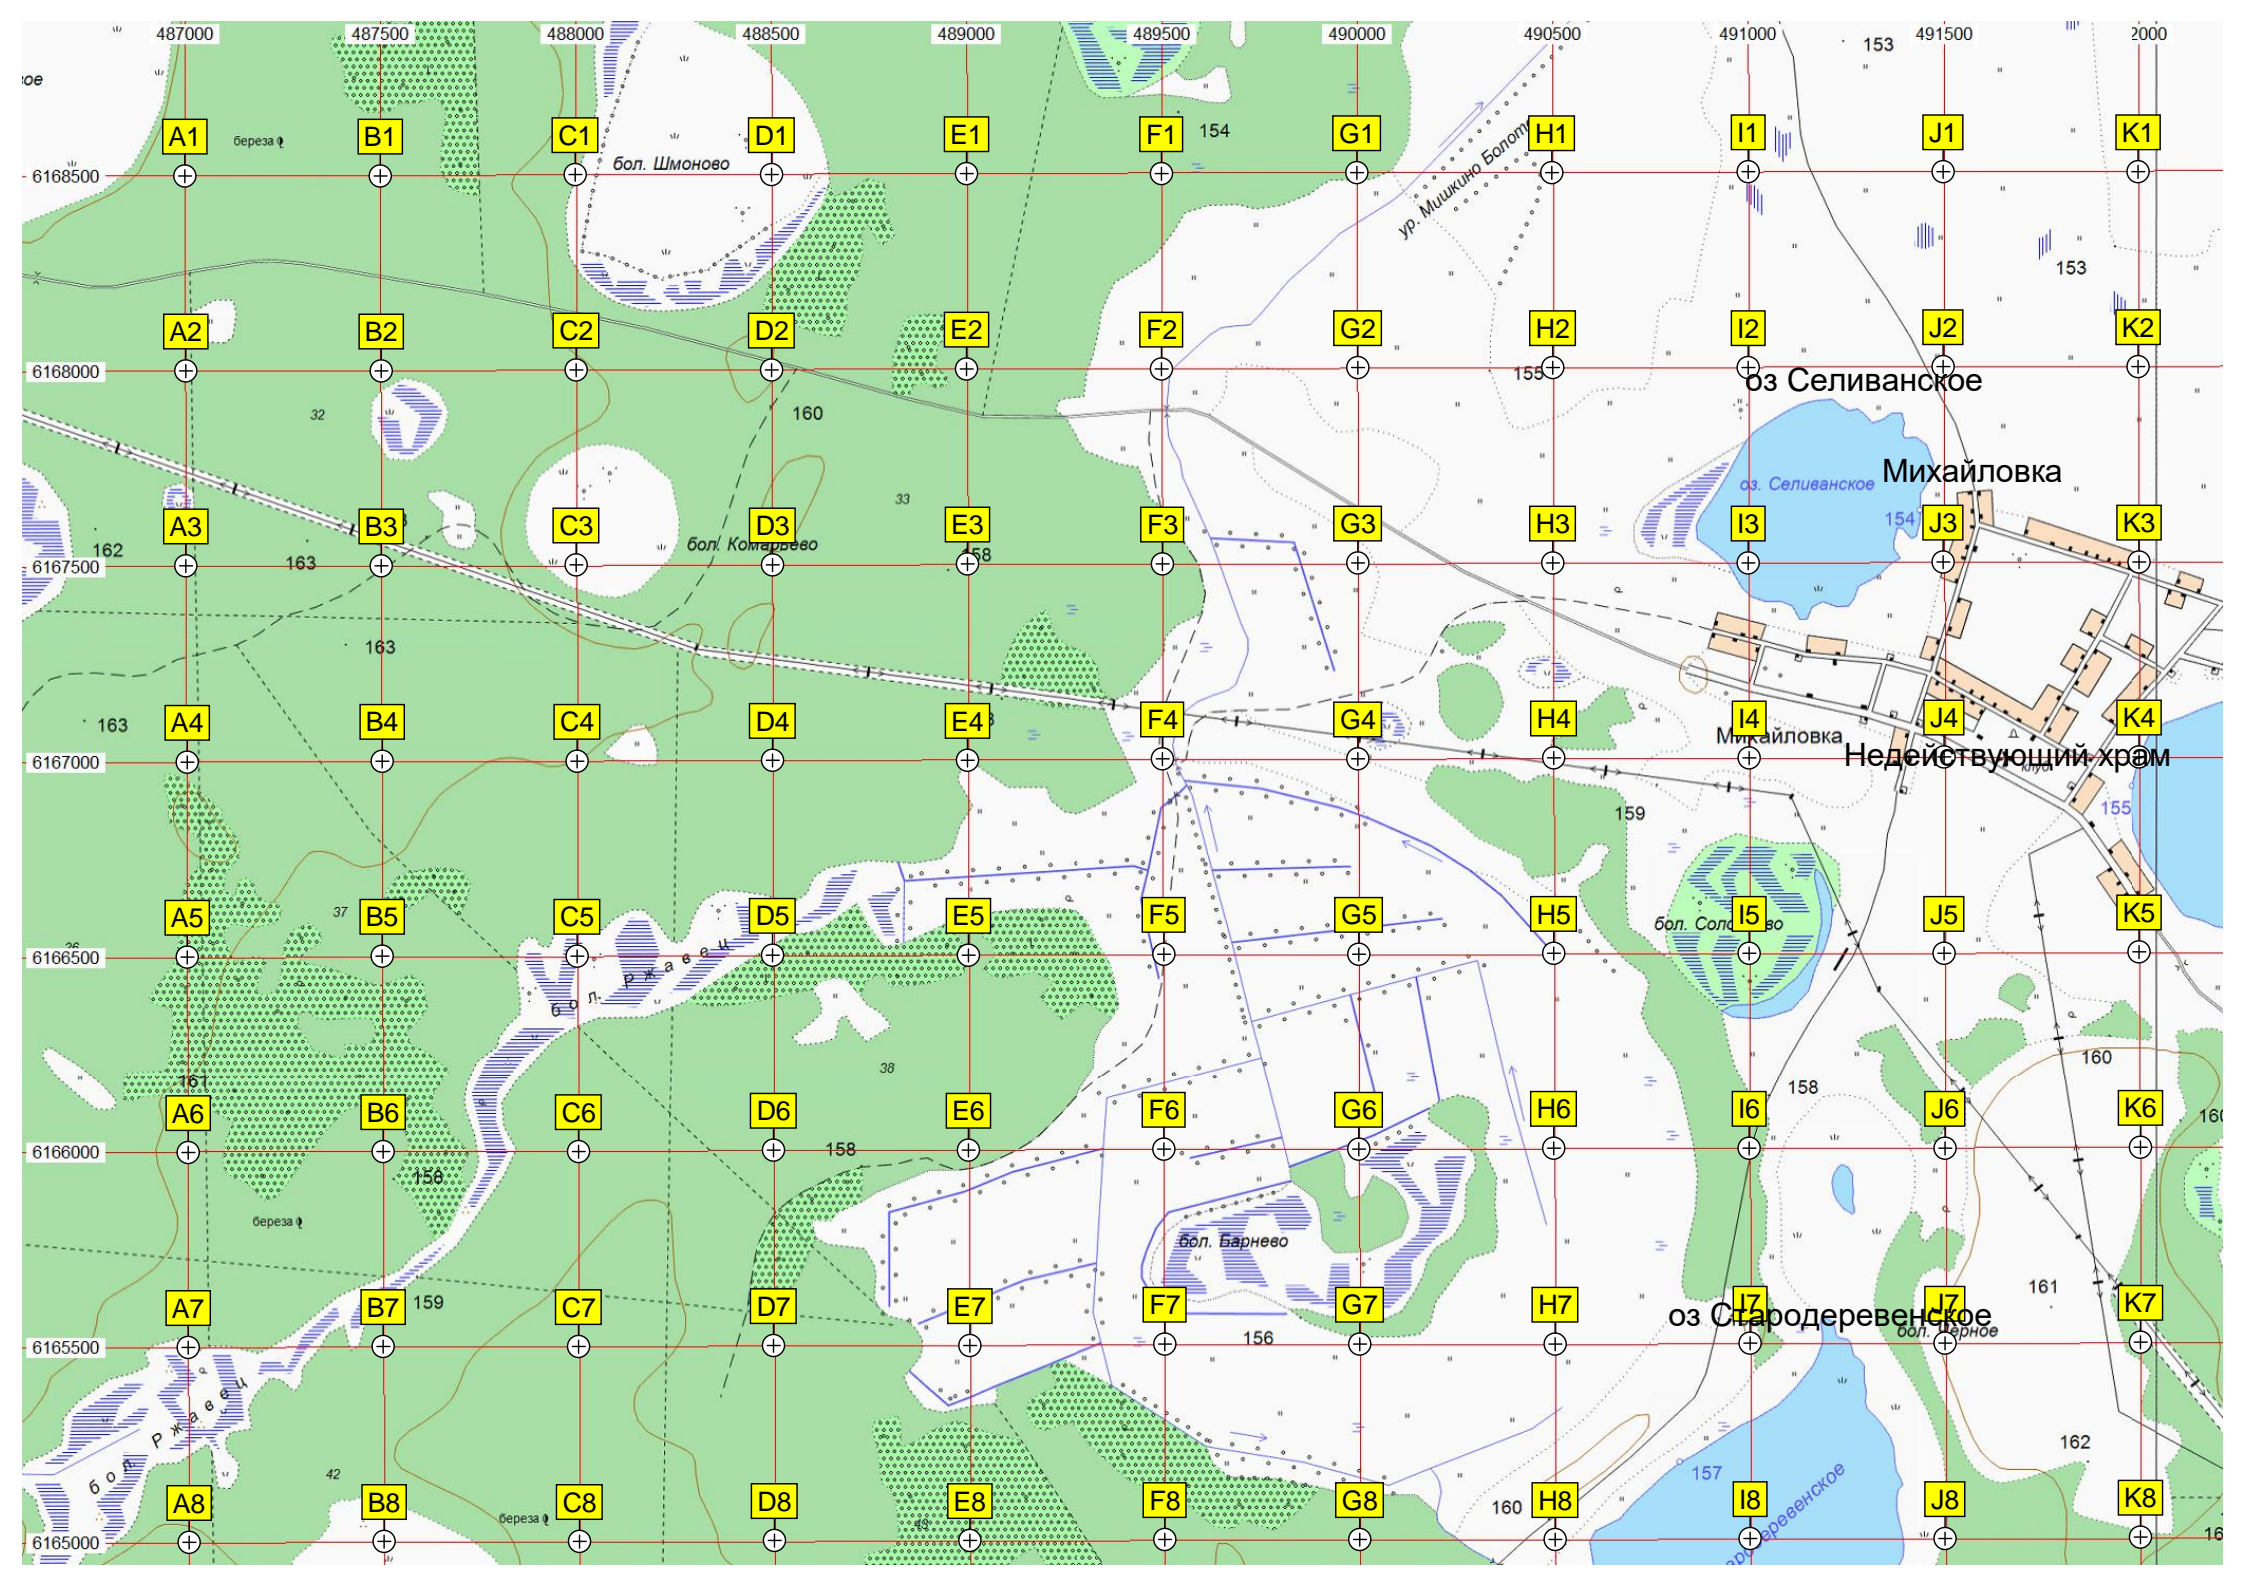 487000 487500 488000 488500 489000 489500 490000 490500 491000 491500 2000
153
A1 B1 C1 D1 E1 F1 G1 H1 I1 J1 K1
береза
бол. Шмоново
154
6168500
ур. Мишкино Болото
153
A2 B2 C2 D2 E2 F2 G2 H2 I2 J2 K2
6168000
155
оз Селиванское
32
160
Михайловка
оз. Селиванское
33
154
A3 B3 C3 D3 E3 F3 G3 H3 I3 J3 K3
162
бол. Комарьево
158
163
6167500
163
A4 B4 C4 D4 E4 F4 G4 H4 I4 J4 K4
163
Михайловка
6167000
Недействующий храм
клуб
159
155
A5 B5 C5 D5 E5 F5 G5 H5 I5 J5 K5
37
бол. Ржавец
6166500
38
160
161
158
A6 B6 C6 D6 E6 F6 G6 H6 I6 J6 K6
6166000
158
158
береза
бол. Барнево
A7 B7 C7 D7 E7 F7 G7 H7 I7 J7 K7
159
161
оз Стародеревенское
бол. Черное
156
6165500
бол. Ржавец
42
157
162
A8 B8 C8 D8 E8 F8 G8 H8 I8 J8 K8
береза
160
6165000